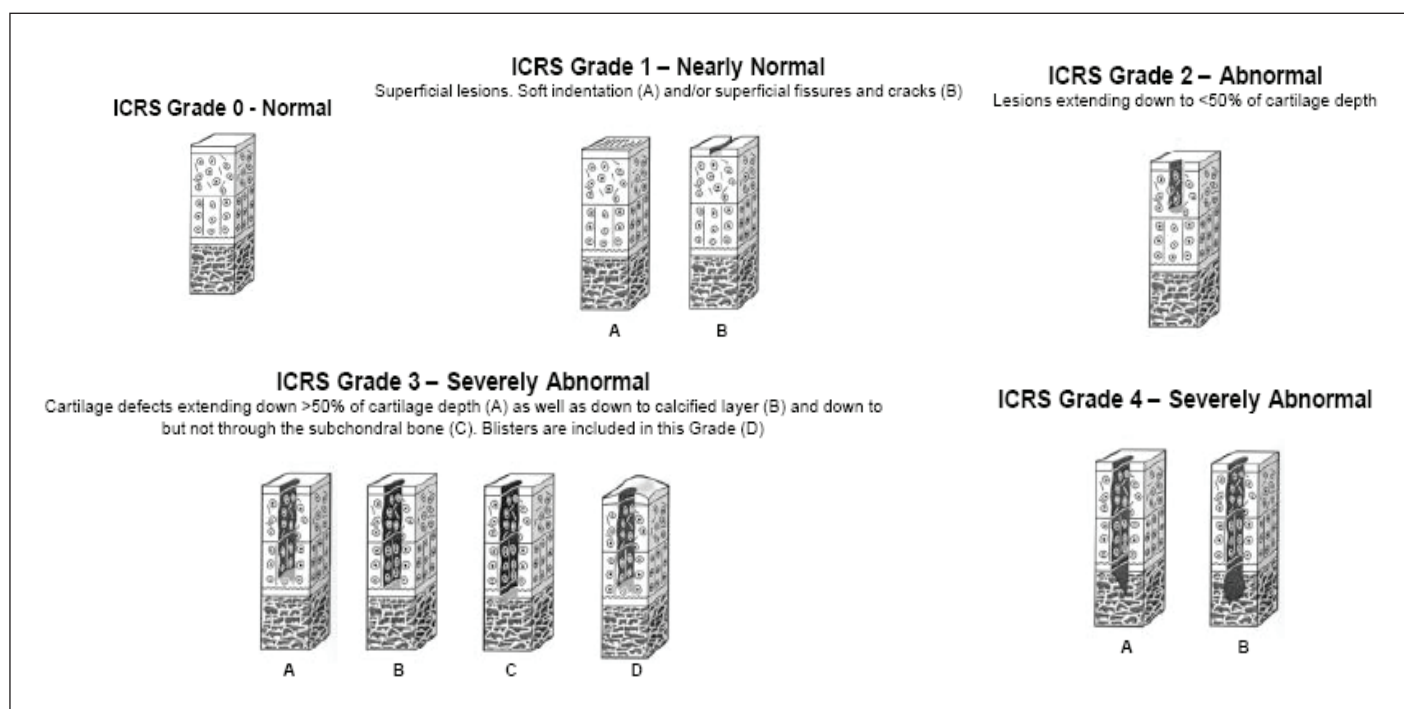 ICRS Grade 0 - Normal
ICRS Grade 1 – Nearly Normal
Superficial lesions. Soft indentation (A) and/or superficial fissures and cracks (B)
A
B
ICRS Grade 2 – Abnormal
Lesions extending down to <50% of cartilage depth
ICRS Grade 3 – Severely Abnormal
Cartilage defects extending down >50% of cartilage depth (A) as well as down to calcified layer (B) and down to
but not through the subchondral bone (C). Blisters are included in this Grade (D)
A
B
C
D
ICRS Grade 4 – Severely Abnormal
A
B